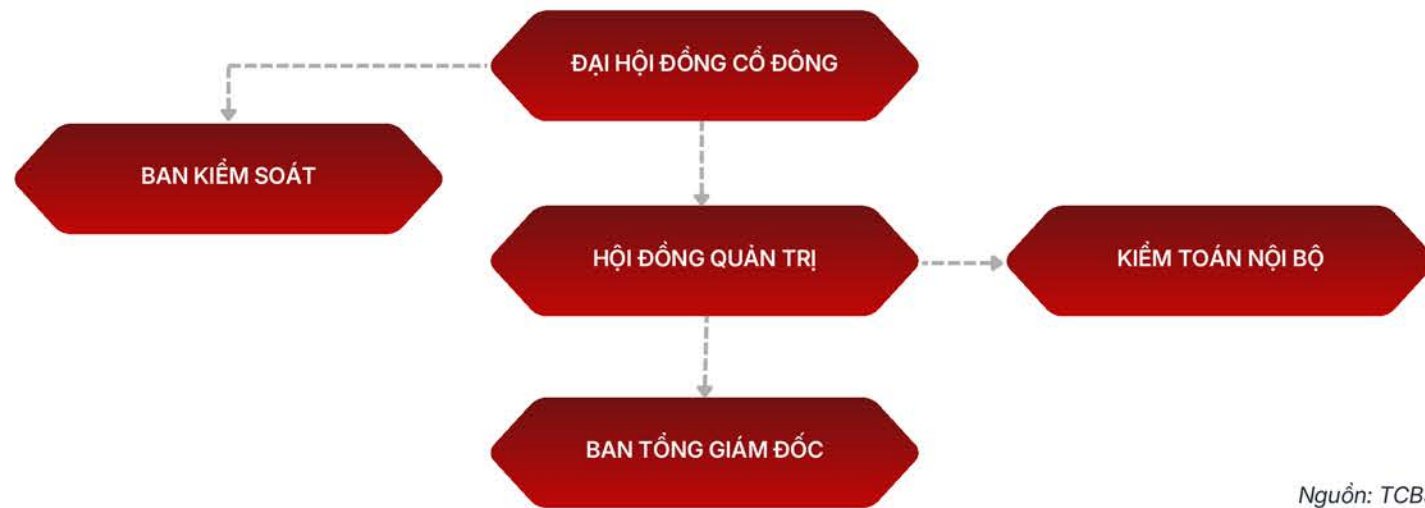 ĐẠI HỘI ĐỒNG CỔ ĐÔNG
BAN KIỂM SOÁT
HỘI ĐỒNG QUẢN TRỊ
KIỂM TOÁN NỘI BỘ
BAN TỔNG GIÁM ĐỐC
Nguồn: TCB